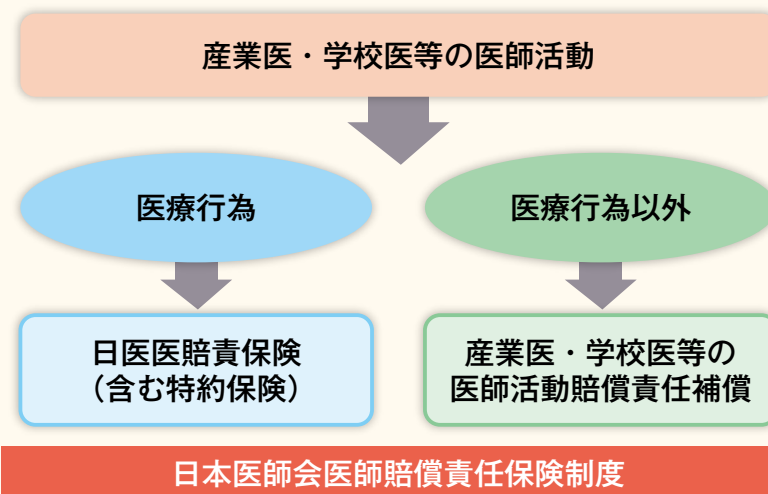 産業医・学校医等の医師活動
医療行為
医療行為以外
日医医賠責保険
（含む特約保険）
産業医・学校医等の
医師活動賠償責任補償
日本医師会医師賠償責任保険制度